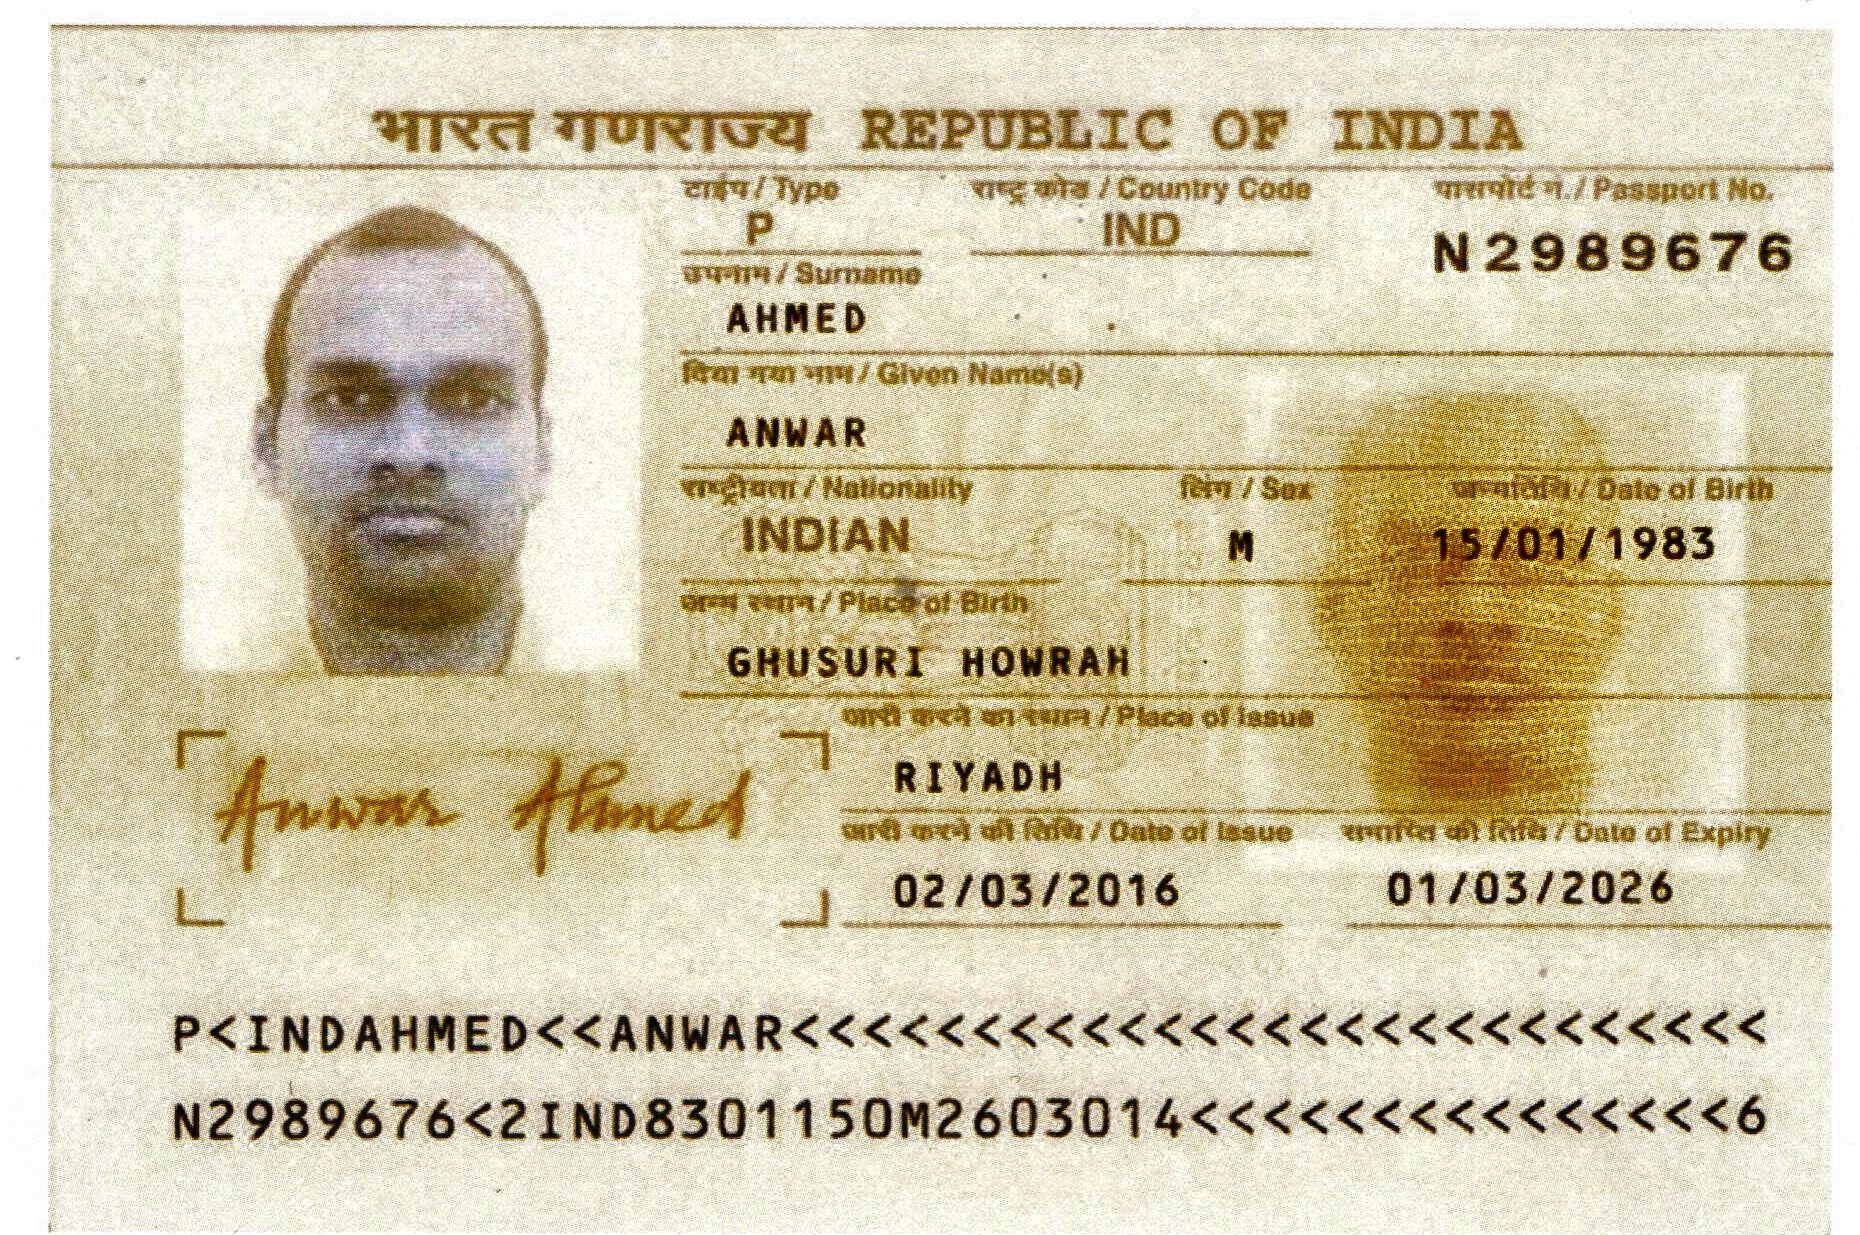 भारत गणराज्य REPUBLIC OF INDIA
टाईप / Type
राष्ट्र कोड / Country Code
पासपोर्ट नं. / Passport No.
P
IND
N2989676
उपनाम / Surname
AHMED
दिया गया नाम / Given Name(s)
ANWAR
राष्ट्रीयता / Nationality
लिंग / Sex
जन्मतिथि / Date of Birth
INDIAN
M
15/01/1983
जन्म स्थान / Place of Birth
GHUSURI HOWRAH
जारी करने का स्थान / Place of Issue
RIYADH
Anwar Ahmed
जारी करने की तिथि / Date of Issue
समाप्ति की तिथि / Date of Expiry
02/03/2016
01/03/2026
P<INDAHMED<<ANWAR<<<<<<<<<<<<<<<<<<<<<<<<<<<
N2989676<2IND8301150M2603014<<<<<<<<<<<<<<<6